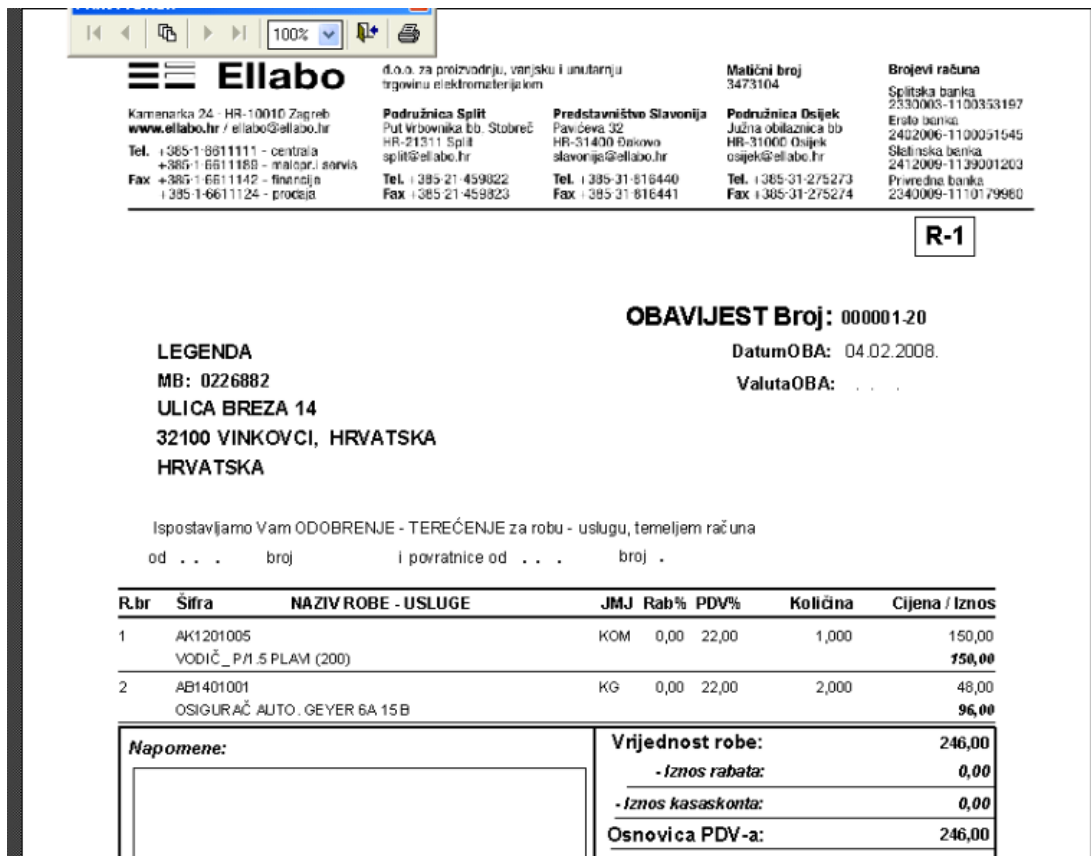 100%
Ellabo
d.o.o. za proizvodnju, vanjsku i unutarnju
trgovinu elektromaterijalom
Matični broj
3473104
Brojevi računa
Splitska banka
2330003-1100353197
Erste banka
2402006-1100051545
Slatinska banka
2412009-1139001203
Privredna banka
2340009-1110179980
Kamenarka 24 - HR-10010 Zagreb
www.ellabo.hr / ellabo@ellabo.hr
Tel. +385-1-6611111 - centrala
+385-1-6611189 - malopr.i servis
Fax +385-1-6611142 - financije
+385-1-6611124 - prodaja
Podružnica Split
Put Vrbovnika bb. Stobreč
HR-21311 Split
split@ellabo.hr
Tel. +385-21-459822
Fax +385-21-459823
Predstavništvo Slavonija
Pavićeva 32
HR-31400 Đakovo
slavonija@ellabo.hr
Tel. +385-31-816440
Fax +385-31-816441
Podružnica Osijek
Južna obilaznica bb
HR-31000 Osijek
osijek@ellabo.hr
Tel. +385-31-275273
Fax +385-31-275274
R-1
OBAVIJEST Broj: 000001-20
DatumOBA: 04.02.2008.
ValutaOBA: . . .
LEGENDA
MB: 0226882
ULICA BREZA 14
32100 VINKOVCI, HRVATSKA
HRVATSKA
Ispostavljamo Vam ODOBRENJE - TEREĆENJE za robu - uslugu, temeljem računa
od . . . broj i povratnice od . . . broj .
R.br Šifra NAZIV ROBE - USLUGE JMJ Rab% PDV% Količina Cijena / Iznos
1 AK1201005 KOM 0,00 22,00 1,000 150,00
VODIČ_ P/1.5 PLAVI (200) 150,00
2 AB1401001 KG 0,00 22,00 2,000 48,00
OSIGURAČ AUTO. GEYER 6A 15 B 96,00
Napomene:
Vrijednost robe: 246,00
- Iznos rabata: 0,00
- Iznos kasaskonta: 0,00
Osnovica PDV-a: 246,00